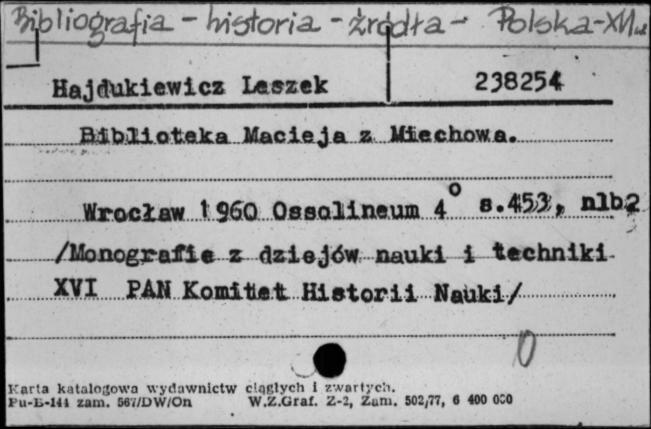 Bibliografia - historia - źródła - Polska - XVI w.
Hajdukiewicz Leszek 238254
Biblioteka Macieja z Miechowa.
Wrocław 1960 Ossolineum 4° s.453, nlb2
/Monografie z dziejów nauki i techniki
XVI PAN Komitet Historii Nauki/
0
Karta katalogowa wydawnictw ciągłych i zwartych.
Pu-B-144 zam. 567/DW/On W.Z.Graf. Z-2, Zam. 502/77, 6 400 000